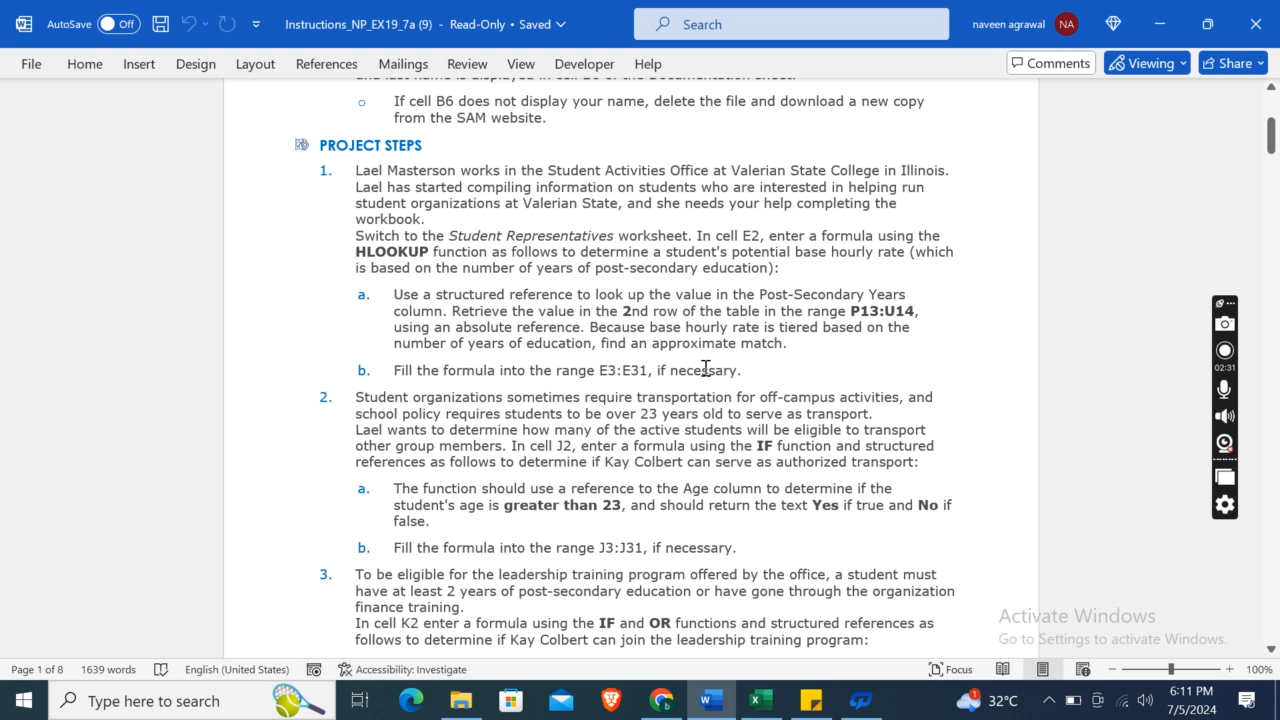 AutoSave Off Instructions_NP_EX19_7a (9) - Read-Only • Saved Search naveen agrawal NA
File Home Insert Design Layout References Mailings Review View Developer Help Comments Viewing Share
and last name is displayed in cell B6 of the Documentation sheet.
o If cell B6 does not display your name, delete the file and download a new copy
from the SAM website.
PROJECT STEPS
1. Lael Masterson works in the Student Activities Office at Valerian State College in Illinois.
Lael has started compiling information on students who are interested in helping run
student organizations at Valerian State, and she needs your help completing the
workbook.
Switch to the Student Representatives worksheet. In cell E2, enter a formula using the
HLOOKUP function as follows to determine a student's potential base hourly rate (which
is based on the number of years of post-secondary education):
a. Use a structured reference to look up the value in the Post-Secondary Years
column. Retrieve the value in the 2nd row of the table in the range P13:U14,
using an absolute reference. Because base hourly rate is tiered based on the
number of years of education, find an approximate match.
b. Fill the formula into the range E3:E31, if necessary.
02:31
2. Student organizations sometimes require transportation for off-campus activities, and
school policy requires students to be over 23 years old to serve as transport.
Lael wants to determine how many of the active students will be eligible to transport
other group members. In cell J2, enter a formula using the IF function and structured
references as follows to determine if Kay Colbert can serve as authorized transport:
a. The function should use a reference to the Age column to determine if the
student's age is greater than 23, and should return the text Yes if true and No if
false.
b. Fill the formula into the range J3:J31, if necessary.
3. To be eligible for the leadership training program offered by the office, a student must
have at least 2 years of post-secondary education or have gone through the organization
finance training.
In cell K2 enter a formula using the IF and OR functions and structured references as
follows to determine if Kay Colbert can join the leadership training program:
Activate Windows
Go to Settings to activate Windows.
Page 1 of 8 1639 words English (United States) Accessibility: Investigate Focus 100%
Type here to search 1 32°C 6:11 PM
7/5/2024